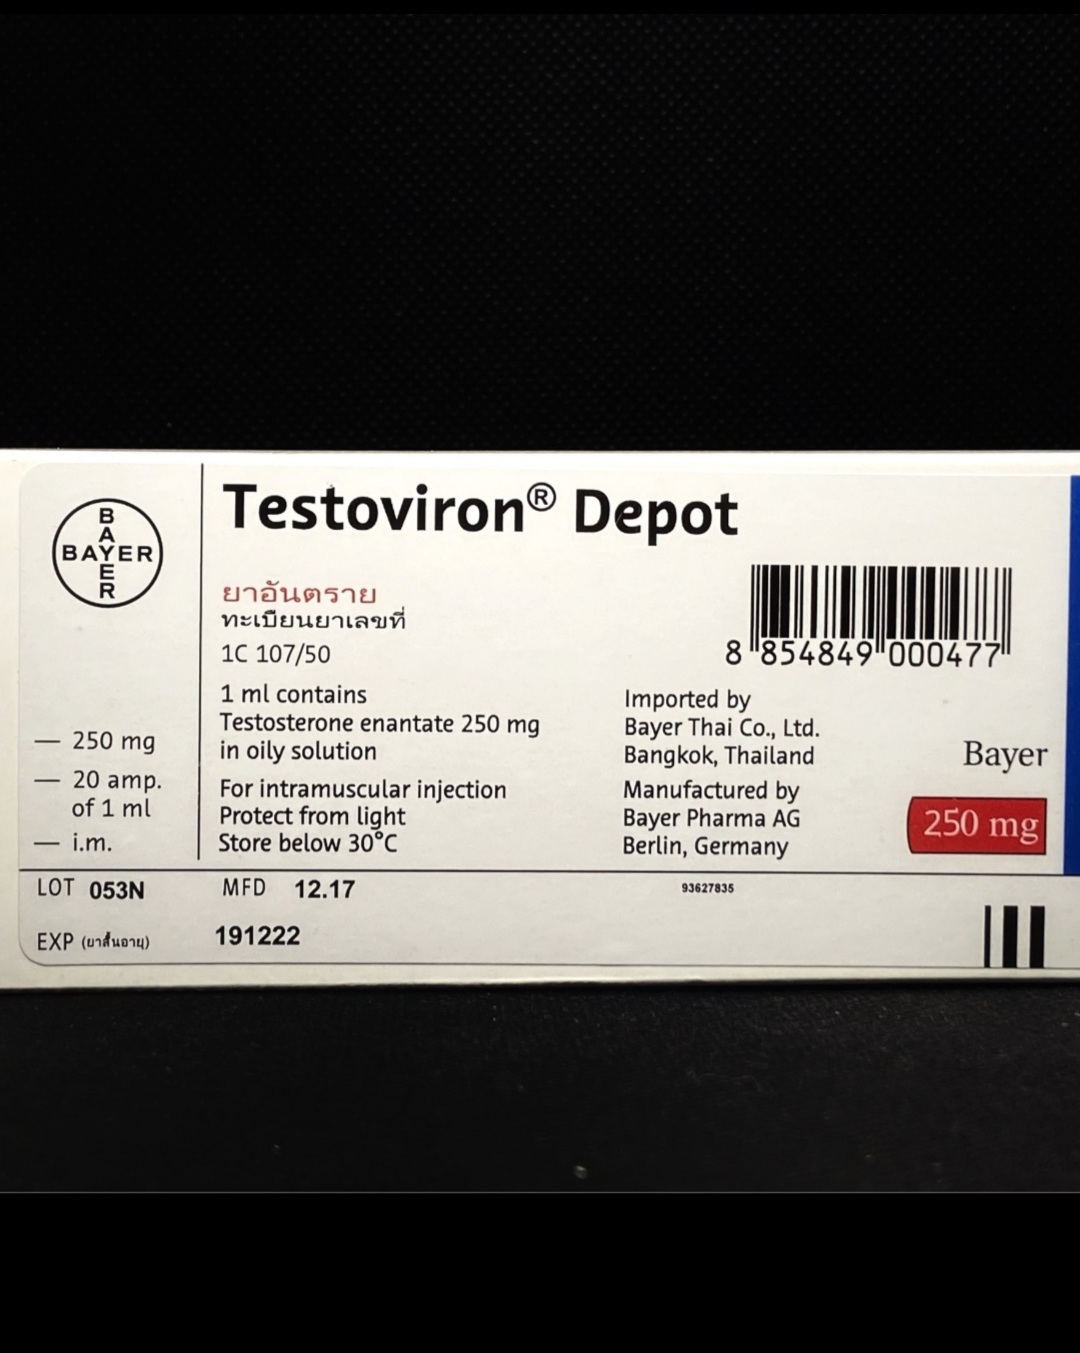 BAYER
BAYER
Testoviron® Depot
ยาอันตราย
ทะเบียนยาเลขที่
1C 107/50
8 854849 000477
1 ml contains
Testosterone enantate 250 mg
in oily solution
For intramuscular injection
Protect from light
Store below 30°C
— 250 mg
— 20 amp.
of 1 ml
— i.m.
Imported by
Bayer Thai Co., Ltd.
Bangkok, Thailand
Manufactured by
Bayer Pharma AG
Berlin, Germany
Bayer
250 mg
LOT 053N MFD 12.17 93627835
EXP (ยาสิ้นอายุ) 191222